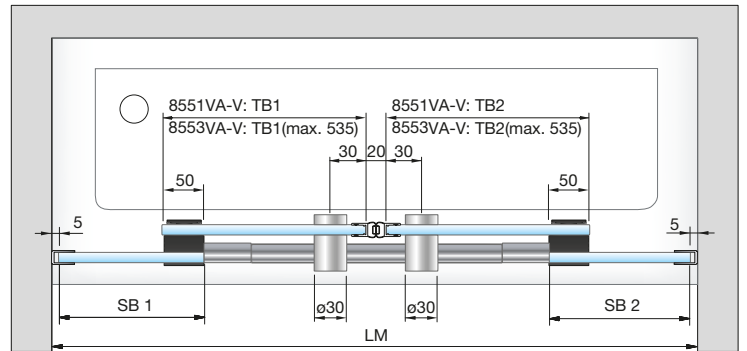 8551VA-V: TB1
8551VA-V: TB2
8553VA-V: TB1(max. 535)
8553VA-V: TB2(max. 535)
30 20 30
50
50
5
5
SB 1
ø30
ø30
SB 2
LM